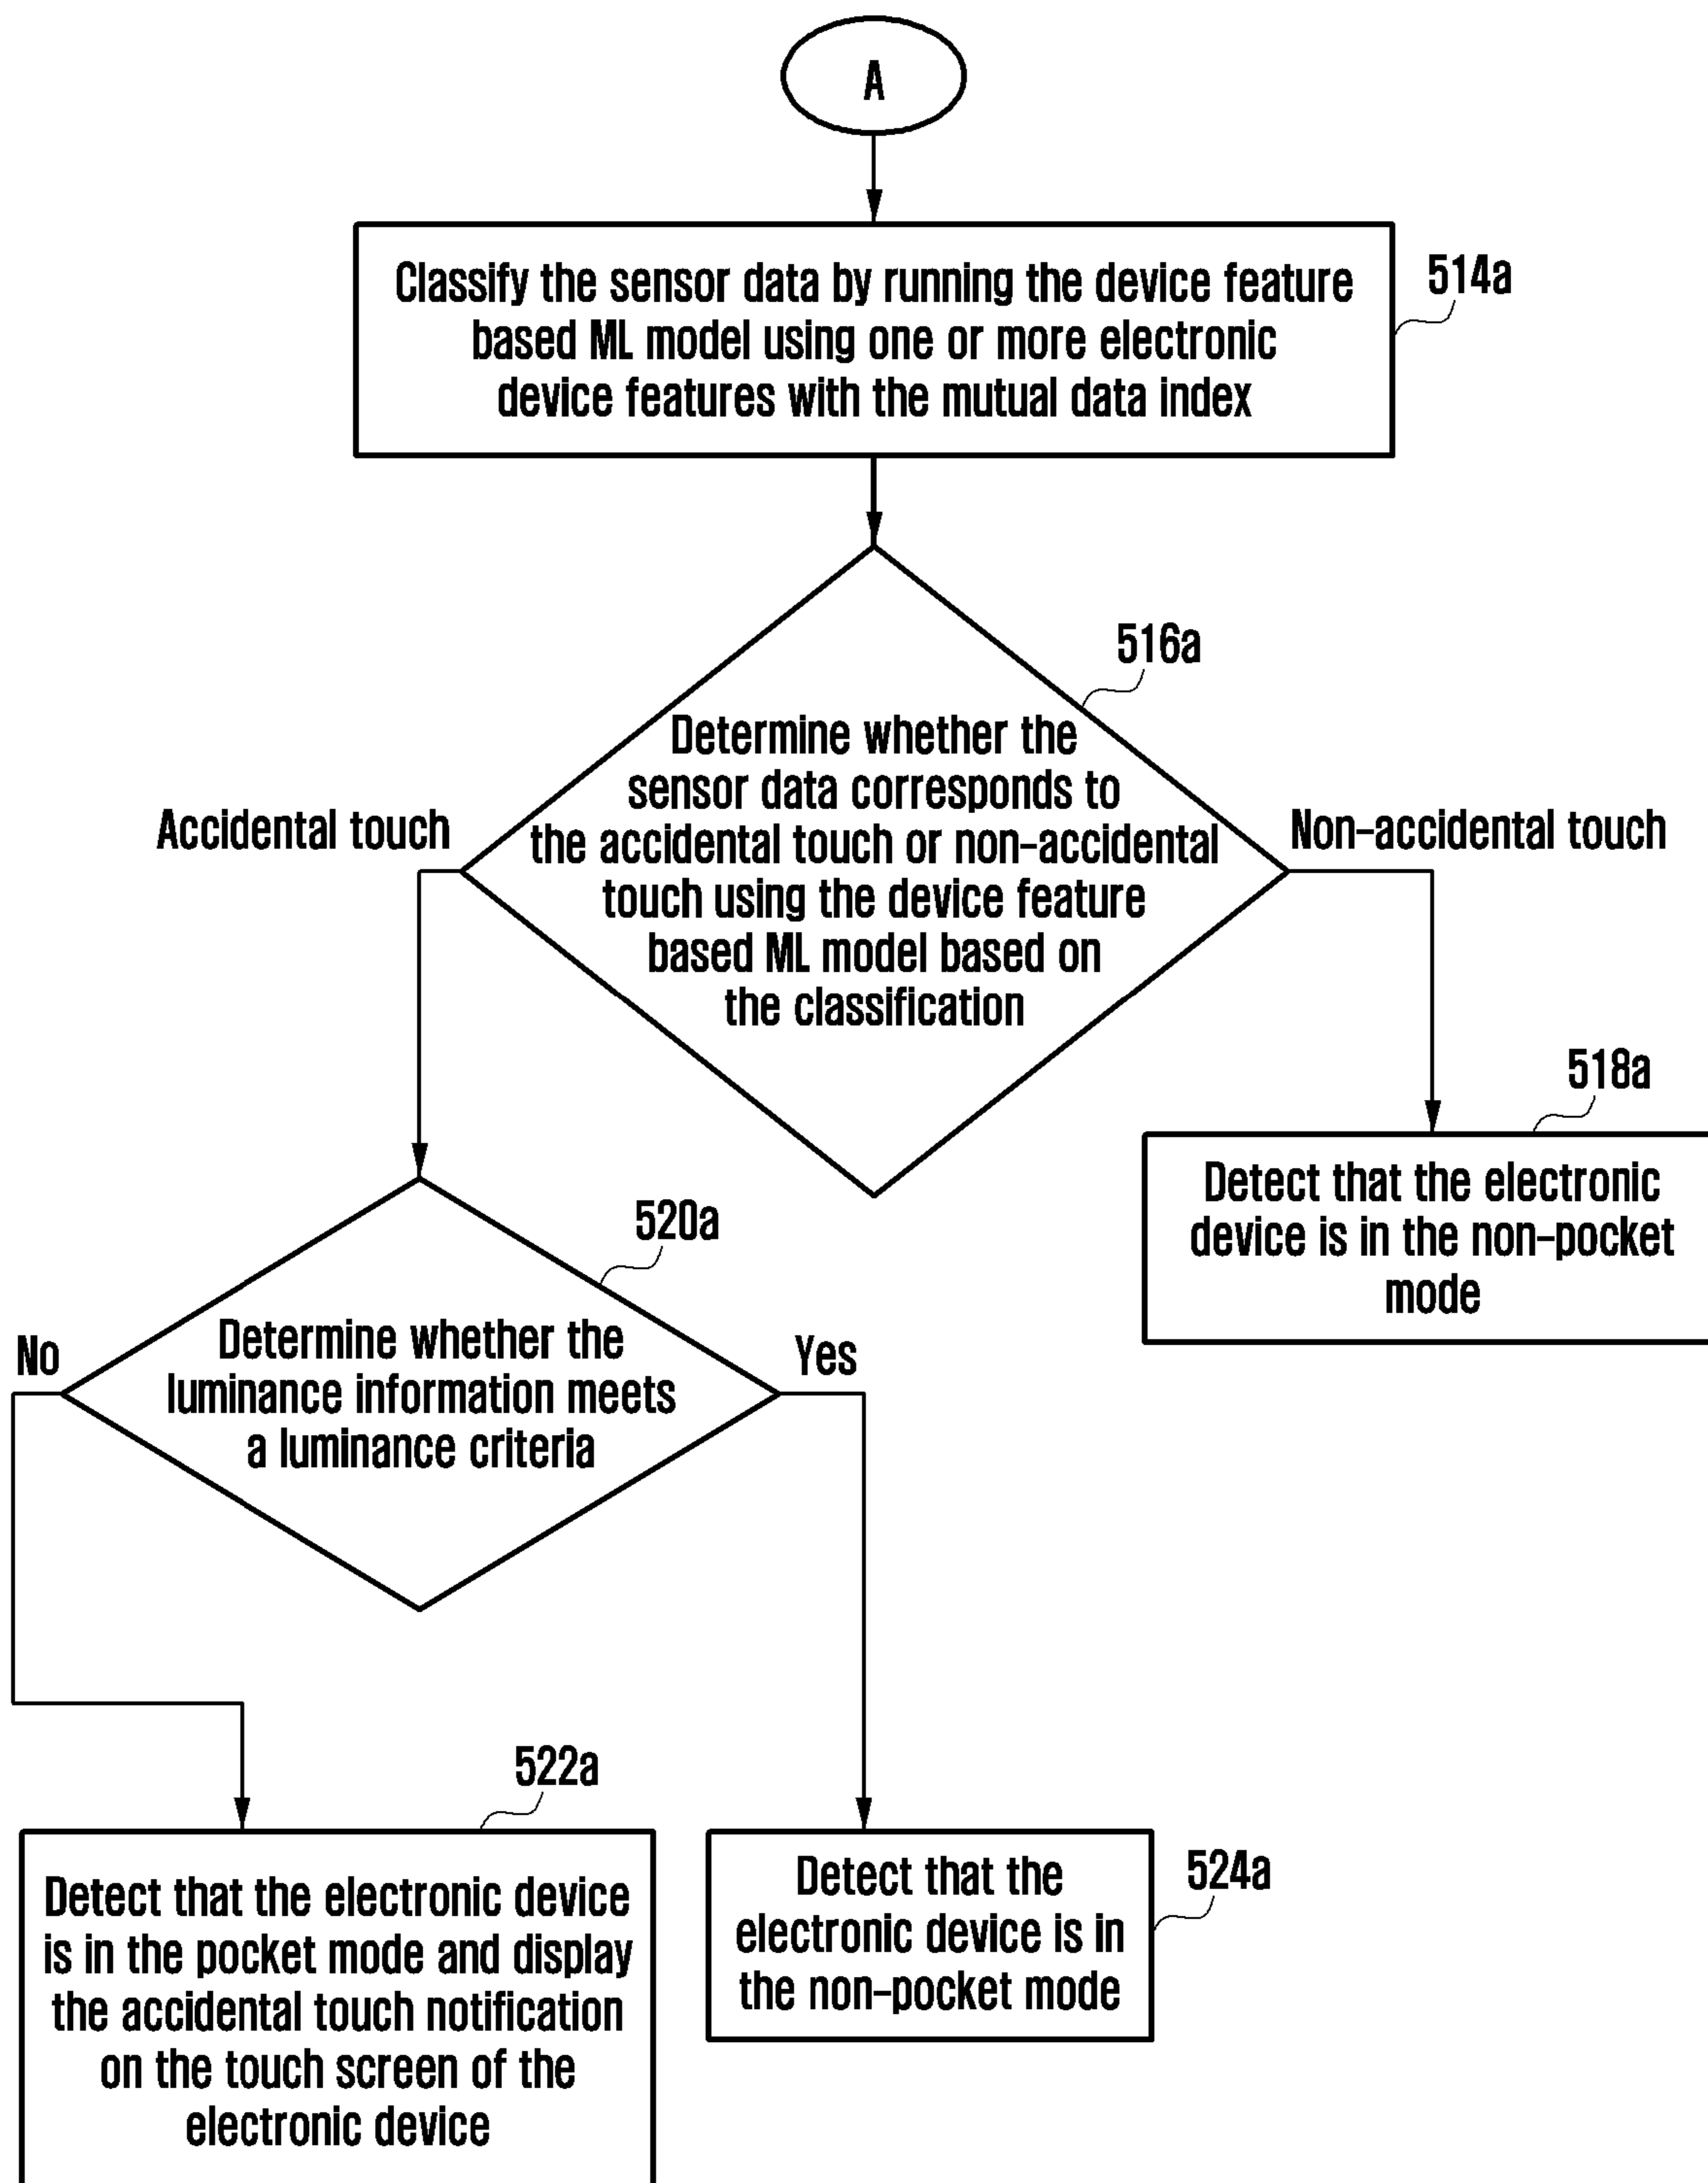 A
Classify the sensor data by running the device feature
based ML model using one or more electronic
device features with the mutual data index
514a
516a
Determine whether the
sensor data corresponds to
the accidental touch or non-accidental
touch using the device feature
based ML model based on
the classification
Accidental touch
Non-accidental touch
518a
Detect that the electronic
device is in the non-pocket
mode
520a
Determine whether the
luminance information meets
a luminance criteria
No
Yes
522a
Detect that the electronic device
is in the pocket mode and display
the accidental touch notification
on the touch screen of the
electronic device
524a
Detect that the
electronic device is in
the non-pocket mode